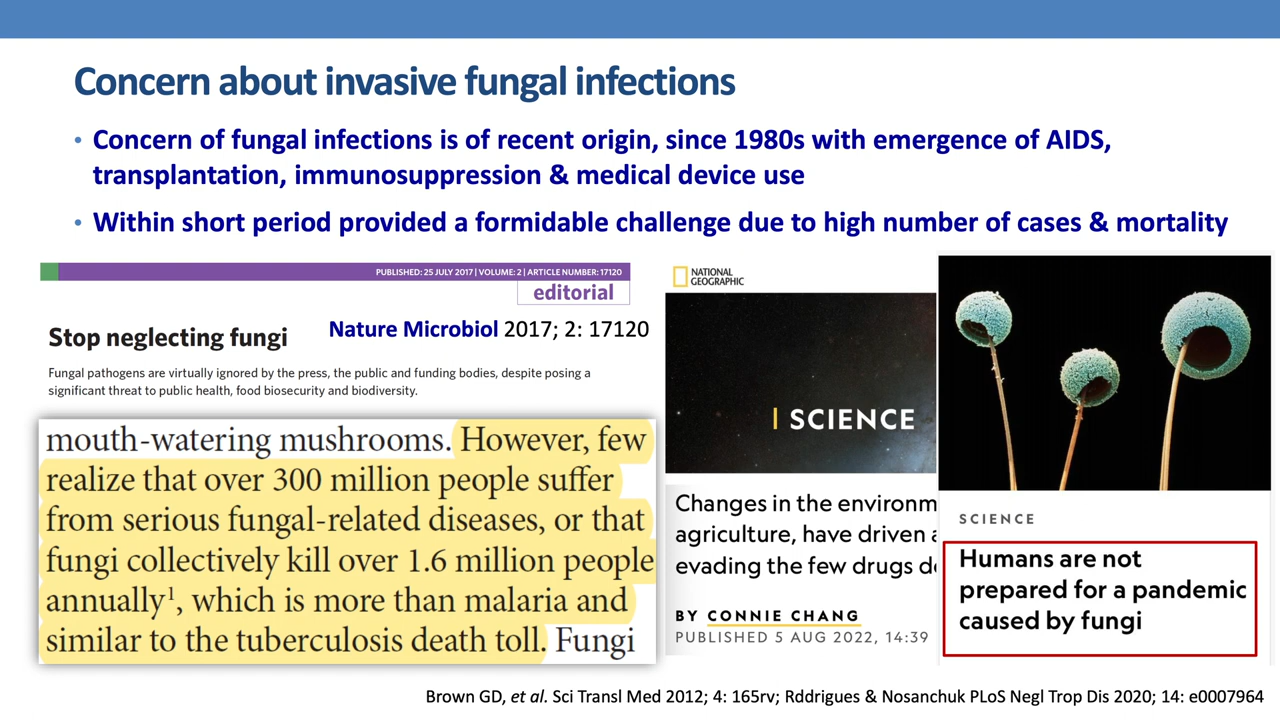 Concern about invasive fungal infections
• Concern of fungal infections is of recent origin, since 1980s with emergence of AIDS,
transplantation, immunosuppression & medical device use
• Within short period provided a formidable challenge due to high number of cases & mortality
PUBLISHED: 25 JULY 2017 | VOLUME: 2 | ARTICLE NUMBER: 17120
editorial
Stop neglecting fungi
Nature Microbiol 2017; 2: 17120
Fungal pathogens are virtually ignored by the press, the public and funding bodies, despite posing a
significant threat to public health, food biosecurity and biodiversity.
mouth-watering mushrooms. However, few
realize that over 300 million people suffer
from serious fungal-related diseases, or that
fungi collectively kill over 1.6 million people
annually¹, which is more than malaria and
similar to the tuberculosis death toll. Fungi
NATIONAL
GEOGRAPHIC
| SCIENCE
Changes in the environm
agriculture, have driven a
evading the few drugs de
BY CONNIE CHANG
PUBLISHED 5 AUG 2022, 14:39
SCIENCE
Humans are not
prepared for a pandemic
caused by fungi
Brown GD, et al. Sci Transl Med 2012; 4: 165rv; Rddrigues & Nosanchuk PLoS Negl Trop Dis 2020; 14: e0007964